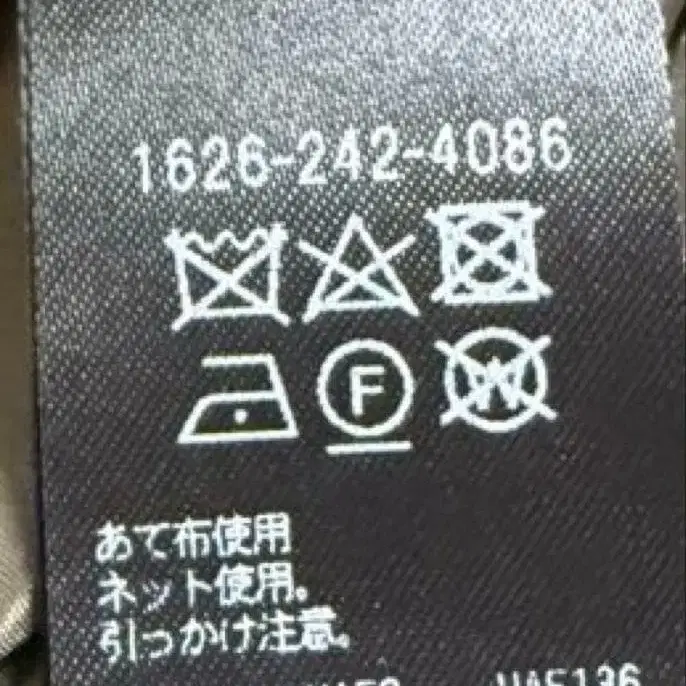 1626-242-4086
F W
あて布使用
ネット使用。
引っかけ注意。